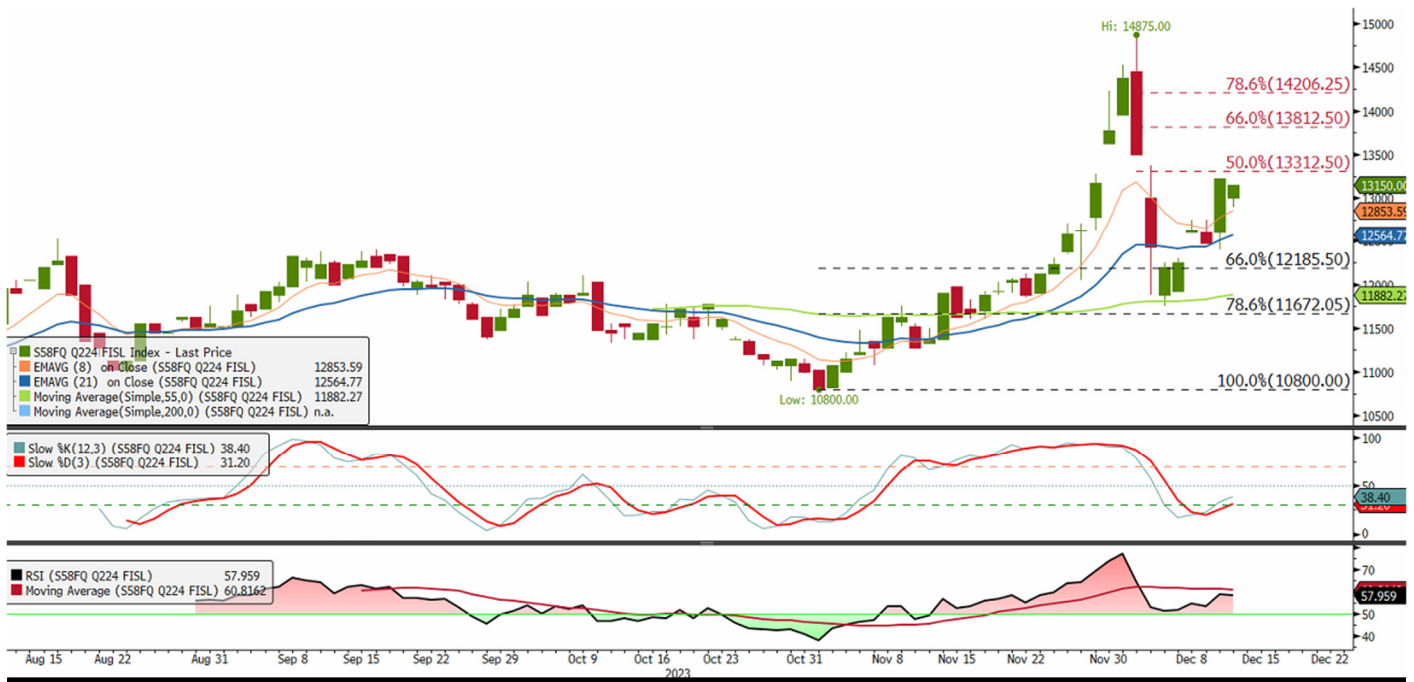 Hi: 14875.00
15000
14500
78.6%(14206.25)
14000
66.0%(13812.50)
13500
50.0%(13312.50)
13150.00
13000
12853.59
12564.77
66.0%(12185.50)
12000
11882.27
78.6%(11672.05)
11500
11000
100.0%(10800.00)
10500
Low: 10800.00
S58FQ Q224 FISL Index - Last Price
EMAVG (8) on Close (S58FQ Q224 FISL) 12853.59
EMAVG (21) on Close (S58FQ Q224 FISL) 12564.77
Moving Average(Simple,55,0) (S58FQ Q224 FISL) 11882.27
Moving Average(Simple,200,0) (S58FQ Q224 FISL) n.a.
Slow %K(12,3) (S58FQ Q224 FISL) 38.40
Slow %D(3) (S58FQ Q224 FISL) 31.20
100
50
38.40
0
RSI (S58FQ Q224 FISL) 57.959
Moving Average (S58FQ Q224 FISL) 60.8162
70
57.959
50
40
Aug 15 Aug 22 Aug 31 Sep 8 Sep 15 Sep 22 Sep 29 Oct 9 Oct 16 Oct 23 Oct 31 Nov 8 Nov 15 Nov 22 Nov 30 Dec 8 Dec 15 Dec 22
2023